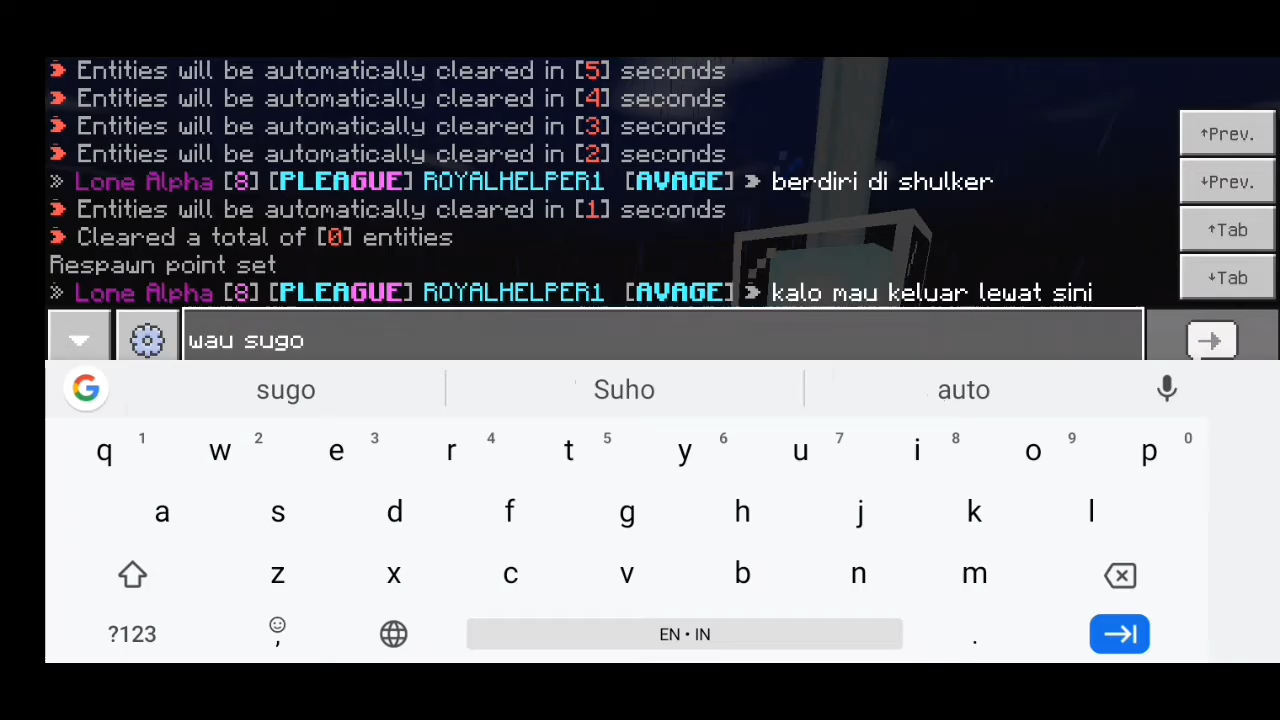 Entities will be automatically cleared in [5] seconds
Entities will be automatically cleared in [4] seconds
Entities will be automatically cleared in [3] seconds
Entities will be automatically cleared in [2] seconds
» Lone Alpha [8] [PLEAGUE] ROYALHELPER1 [AVAGE] berdiri di shulker
Entities will be automatically cleared in [1] seconds
Cleared a total of [0] entities
Respawn point set
» Lone Alpha [8] [PLEAGUE] ROYALHELPER1 [AVAGE] kalo mau keluar lewat sini
↑Prev.
↓Prev.
↑Tab
↓Tab
wau sugo
sugo Suho auto
q 1 w 2 e 3 r 4 t 5 y 6 u 7 i 8 o 9 p 0
a s d f g h j k l
z x c v b n m
?123 , EN • IN .